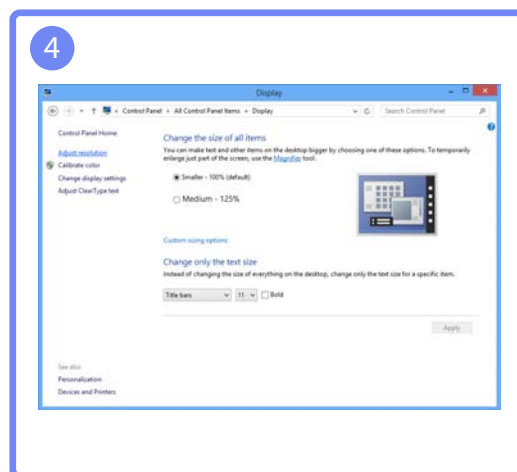 4
Display
Control Panel > All Control Panel Items > Display
Search Control Panel
Control Panel Home
Adjust resolution
Calibrate color
Change display settings
Adjust ClearType text
Change the size of all items
You can make text and other items on the desktop bigger by choosing one of these options. To temporarily
enlarge just part of the screen, use the Magnifier tool.
Smaller - 100% (default)
Medium - 125%
Custom sizing options
Change only the text size
Instead of changing the size of everything on the desktop, change only the text size for a specific item.
Title bars 11 Bold
Apply
See also
Personalization
Devices and Printers